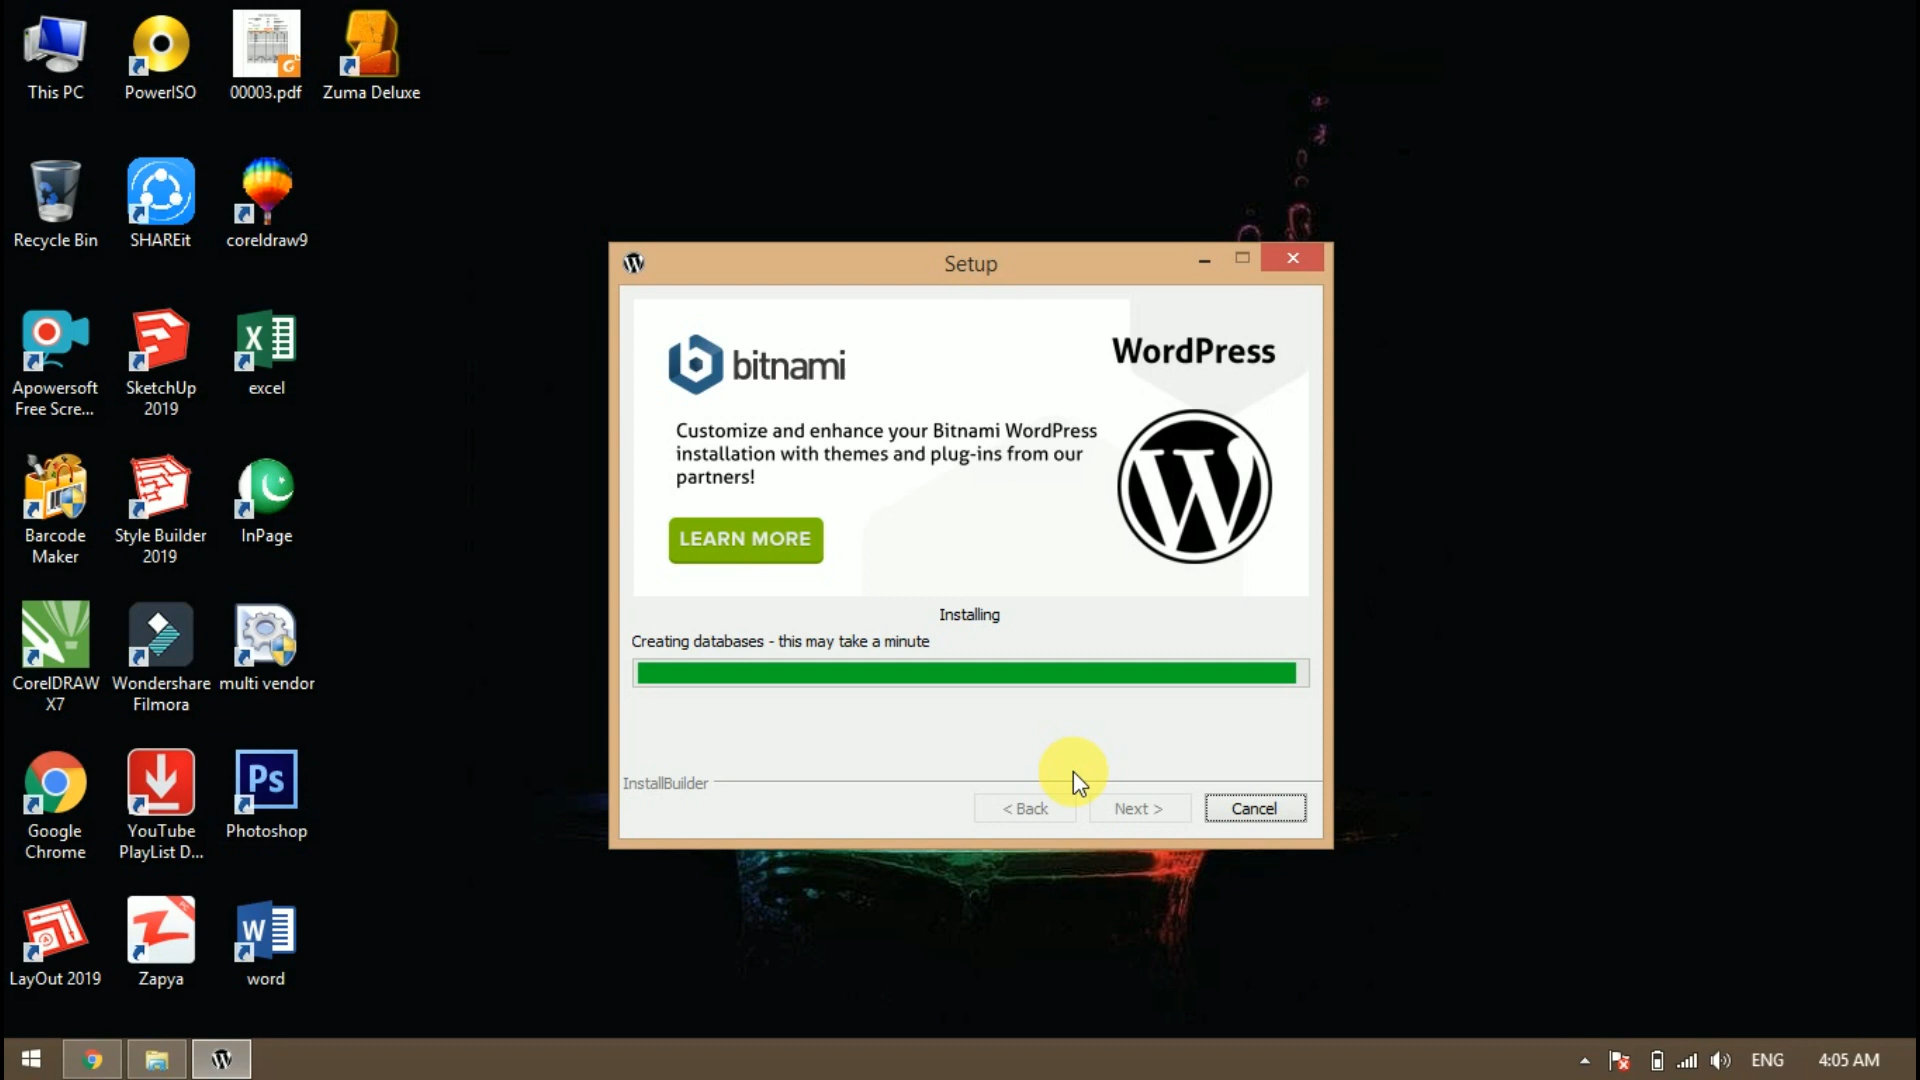 This PC
PowerISO
00003.pdf
Zuma Deluxe
Recycle Bin
SHAREit
coreldraw9
Apowersoft
Free Scre...
SketchUp
2019
excel
Barcode
Maker
Style Builder
2019
InPage
CorelDRAW
X7
Wondershare
Filmora
multi vendor
Google
Chrome
YouTube
PlayList D...
Photoshop
LayOut 2019
Zapya
word
Setup
bitnami
WordPress
Customize and enhance your Bitnami WordPress
installation with themes and plug-ins from our
partners!
LEARN MORE
Installing
Creating databases - this may take a minute
InstallBuilder
< Back
Next >
Cancel
ENG
4:05 AM